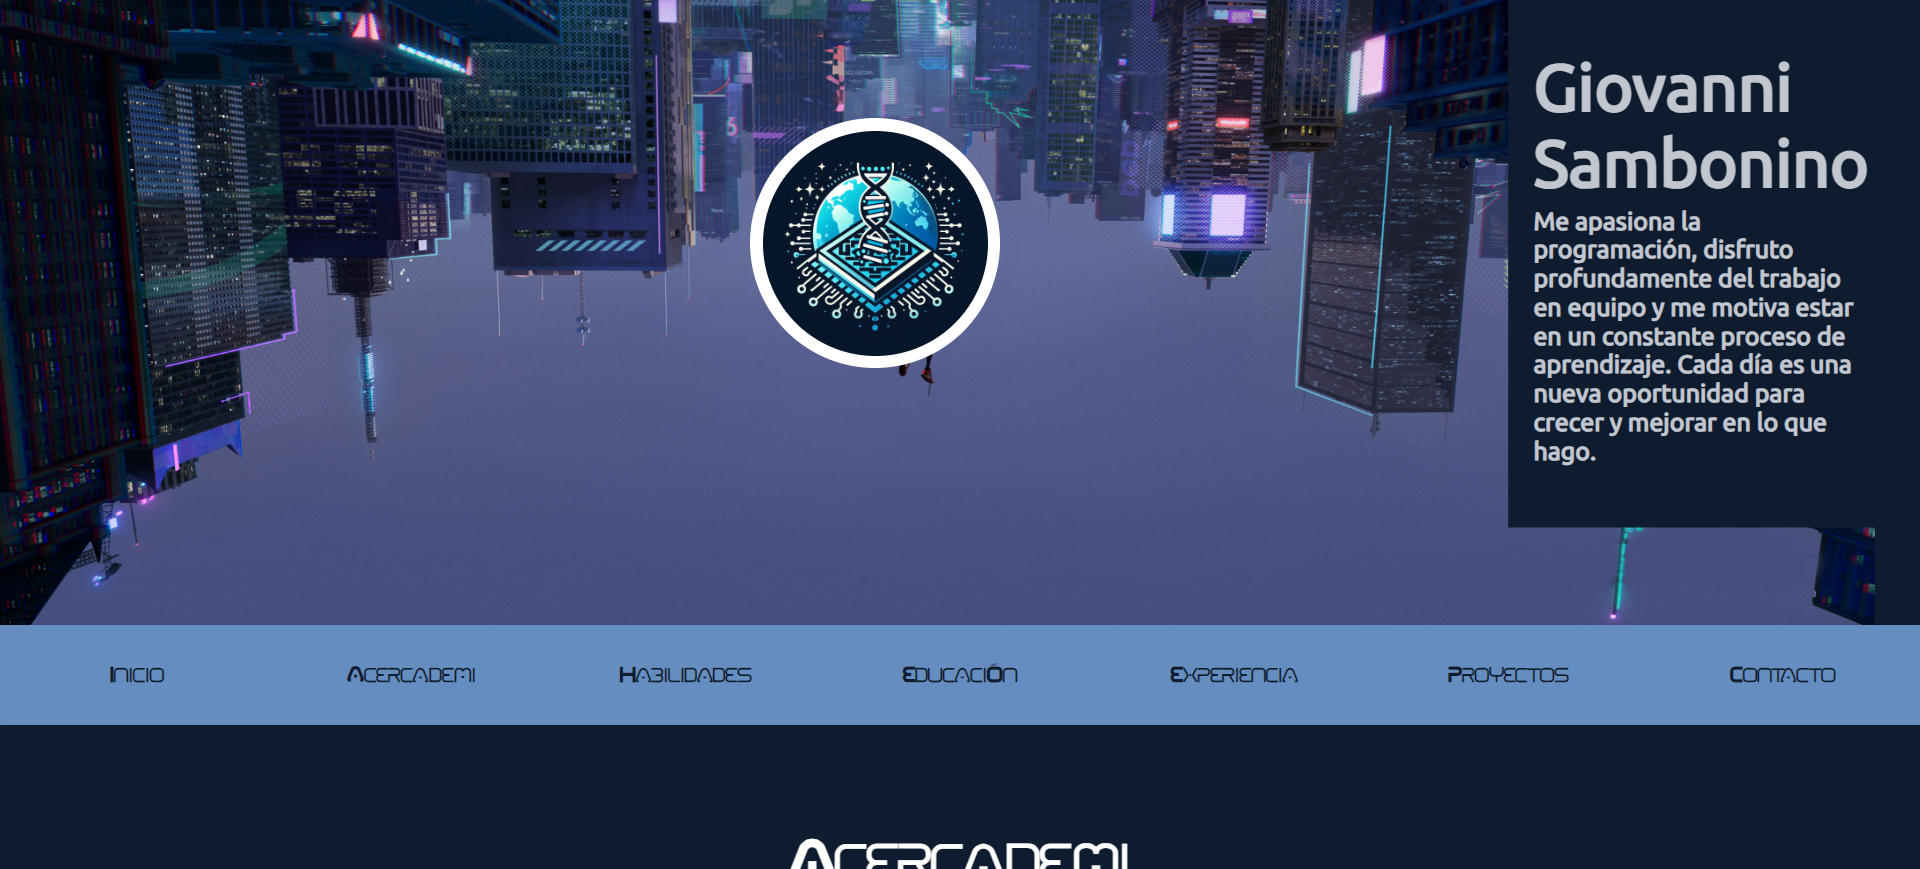 Giovanni
Sambonino
Me apasiona la
programación, disfruto
profundamente del trabajo
en equipo y me motiva estar
en un constante proceso de
aprendizaje. Cada día es una
nueva oportunidad para
crecer y mejorar en lo que
hago.
Inicio
Acercademi
Habilidades
Educación
Experiencia
Proyectos
Contacto
Acercademi